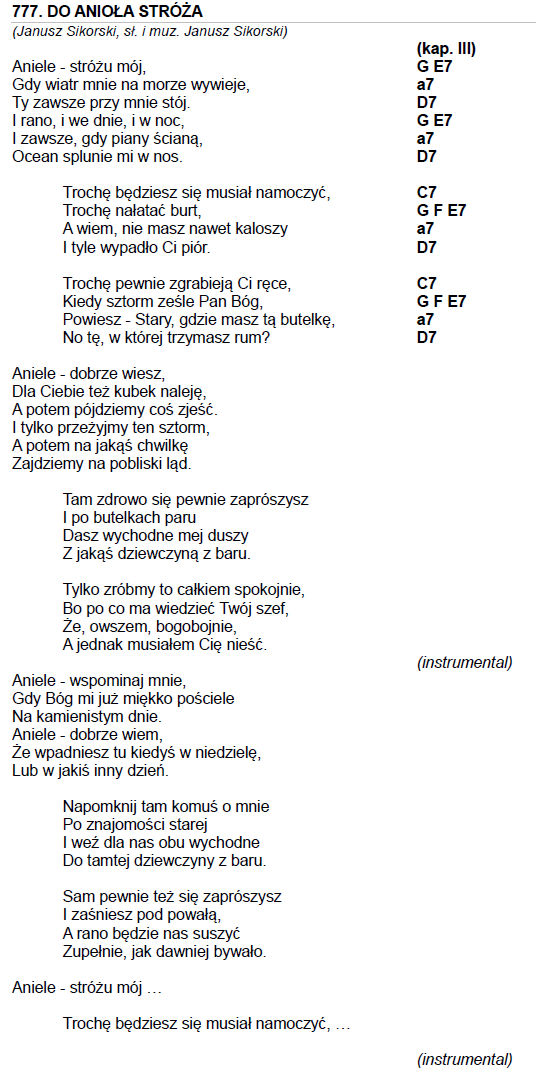 777. DO ANIOŁA STRÓŻA
(Janusz Sikorski, sł. i muz. Janusz Sikorski)
(kap. III)
Aniele - stróżu mój, G E7
Gdy wiatr mnie na morze wywieje, a7
Ty zawsze przy mnie stój. D7
I rano, i we dnie, i w noc, G E7
I zawsze, gdy piany ścianą, a7
Ocean splunie mi w nos. D7
Trochę będziesz się musiał namoczyć, C7
Trochę nałatać burt, G F E7
A wiem, nie masz nawet kaloszy a7
I tyle wypadło Ci piór. D7
Trochę pewnie zgrabieją Ci ręce, C7
Kiedy sztorm ześle Pan Bóg, G F E7
Powiesz - Stary, gdzie masz tą butelkę, a7
No tę, w której trzymasz rum? D7
Aniele - dobrze wiesz,
Dla Ciebie też kubek naleję,
A potem pójdziemy coś zjeść.
I tylko przeżyjmy ten sztorm,
A potem na jakąś chwilkę
Zajdziemy na pobliski ląd.
Tam zdrowo się pewnie zaprószysz
I po butelkach paru
Dasz wychodne mej duszy
Z jakąś dziewczyną z baru.
Tylko zróbmy to całkiem spokojnie,
Bo po co ma wiedzieć Twój szef,
Że, owszem, bogobojnie,
A jednak musiałem Cię nieść.
(instrumental)
Aniele - wspominaj mnie,
Gdy Bóg mi już miękko pościele
Na kamienistym dnie.
Aniele - dobrze wiem,
Że wpadniesz tu kiedyś w niedzielę,
Lub w jakiś inny dzień.
Napomknij tam komuś o mnie
Po znajomości starej
I weź dla nas obu wychodne
Do tamtej dziewczyny z baru.
Sam pewnie też się zaprószysz
I zaśniesz pod powałą,
A rano będzie nas suszyć
Zupełnie, jak dawniej bywało.
Aniele - stróżu mój …
Trochę będziesz się musiał namoczyć, …
(instrumental)